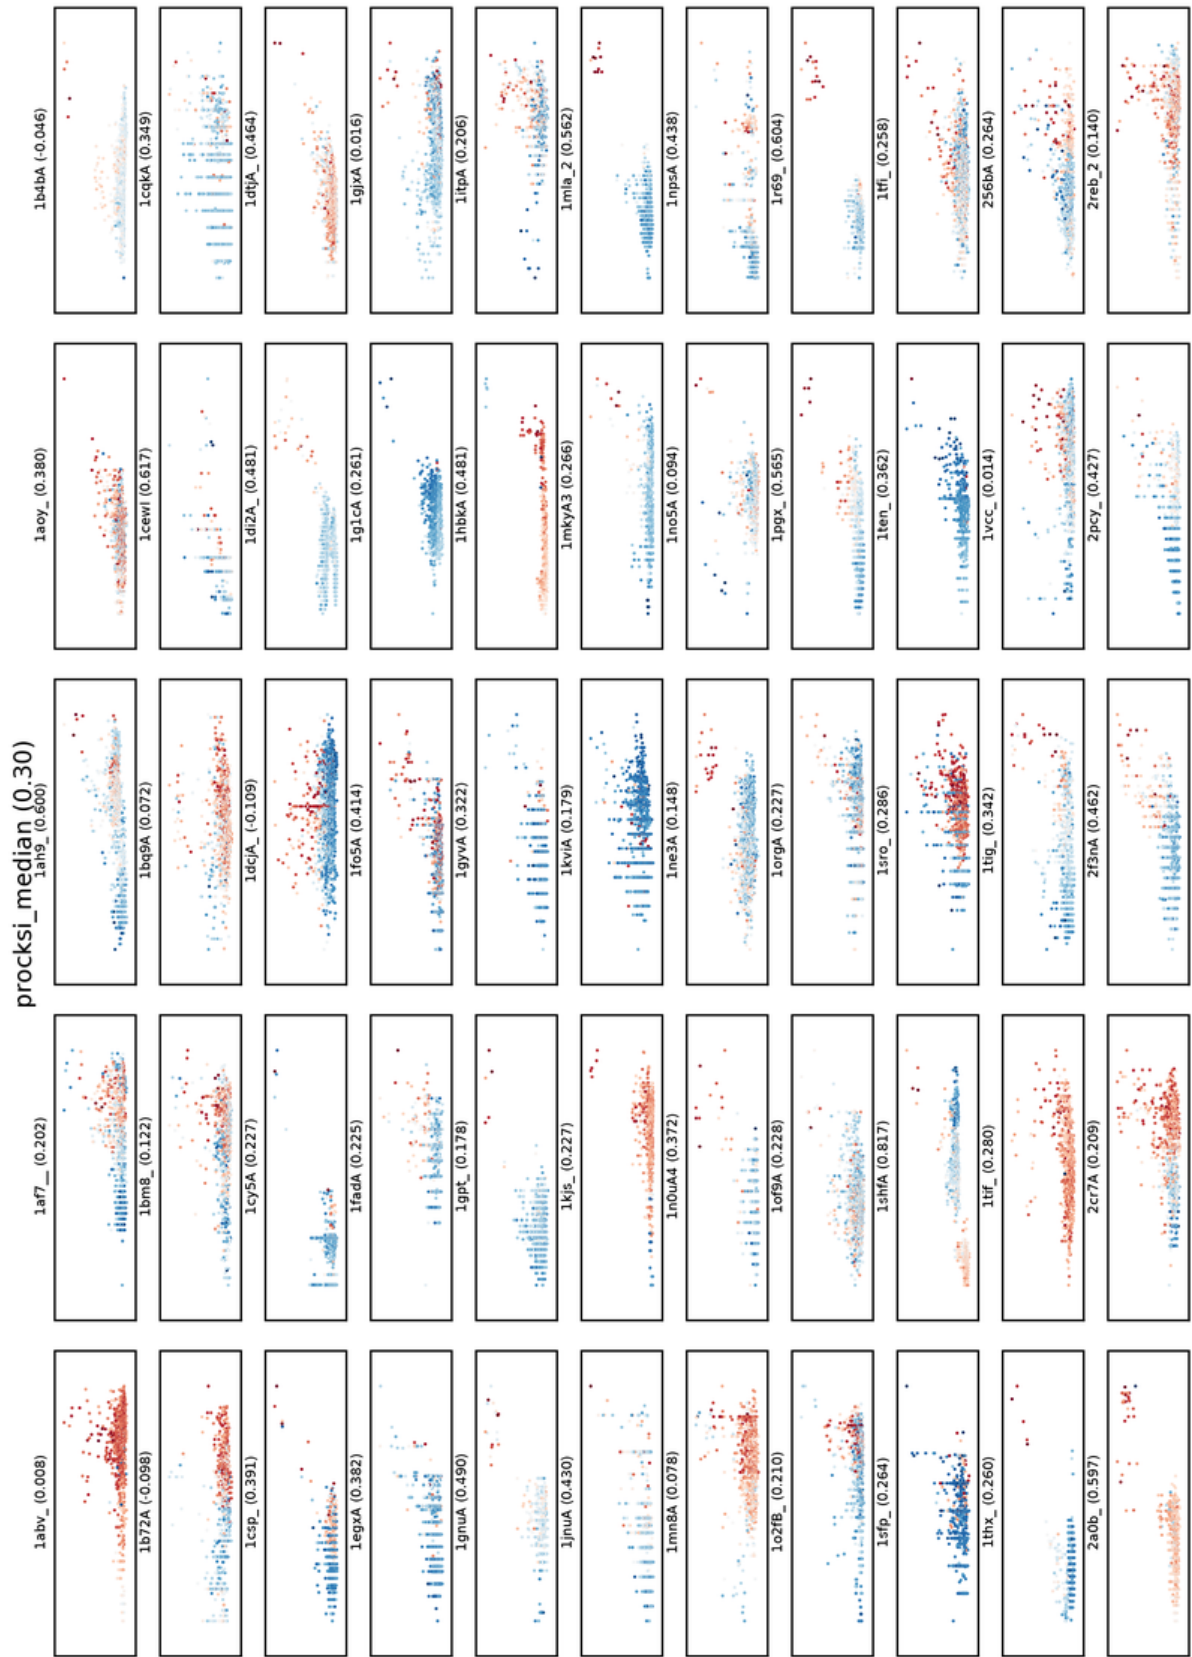 procksi_median (0.30)
1abv_ (0.008)
1af7__ (0.202)
1ah9_ (0.600)
1aoy_ (0.380)
1b4bA (-0.046)
1b72A (-0.098)
1bm8_ (0.122)
1bq9A (0.072)
1cewI (0.617)
1cqkA (0.349)
1csp_ (0.391)
1cy5A (0.227)
1dcjA_ (-0.109)
1di2A_ (0.481)
1dtjA_ (0.464)
1egxA (0.382)
1fadA (0.225)
1fo5A (0.414)
1g1cA (0.261)
1gjxA (0.016)
1gnuA (0.490)
1gpt_ (0.178)
1gyvA (0.322)
1hbkA (0.481)
1itpA (0.206)
1jnuA (0.430)
1kjs_ (0.227)
1kviA (0.179)
1mkyA3 (0.266)
1mla_2 (0.562)
1mn8A (0.078)
1n0uA4 (0.372)
1ne3A (0.148)
1no5A (0.094)
1npsA (0.438)
1o2fB_ (0.210)
1of9A (0.228)
1orgA (0.227)
1pgx_ (0.565)
1r69_ (0.604)
1sfp_ (0.264)
1shfA (0.817)
1sro_ (0.286)
1ten_ (0.362)
1tfi_ (0.258)
1thx_ (0.260)
1tif_ (0.280)
1tig_ (0.342)
1vcc_ (0.014)
256bA (0.264)
2a0b_ (0.597)
2cr7A (0.209)
2f3nA (0.462)
2pcy_ (0.427)
2reb_2 (0.140)